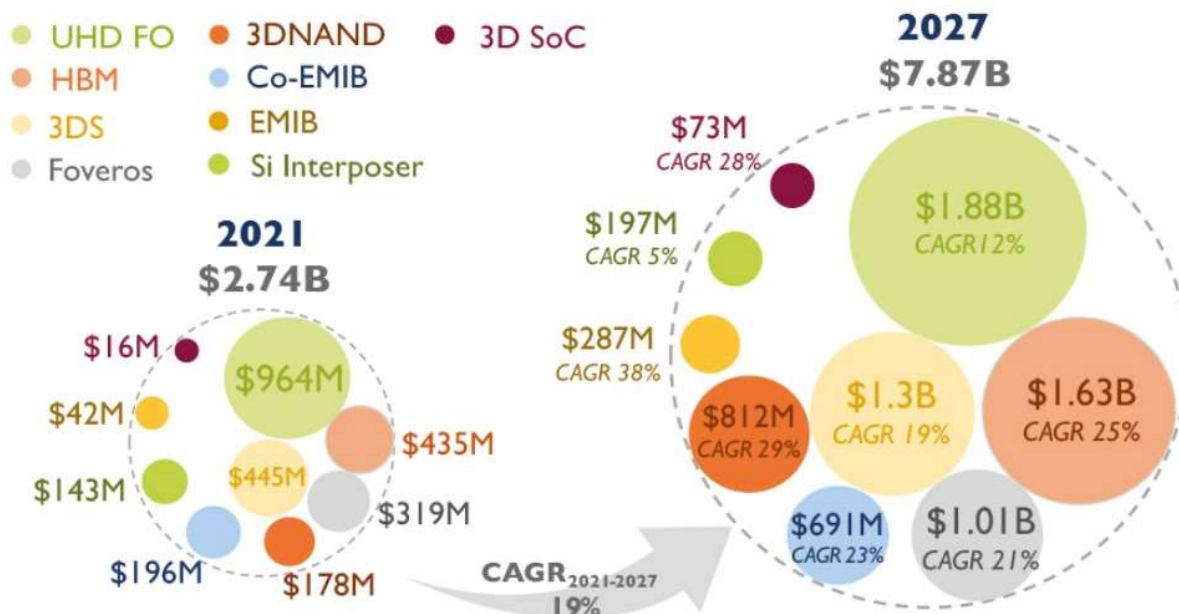 UHD FO
3DNAND
3D SoC
HBM
Co-EMIB
3DS
EMIB
Foveros
Si Interposer
2021
$2.74B
$16M
$964M
$42M
$435M
$445M
$143M
$319M
$196M
$178M
CAGR2021-2027
19%
2027
$7.87B
$73M
CAGR 28%
$1.88B
CAGR12%
$197M
CAGR 5%
$287M
CAGR 38%
$812M
CAGR 29%
$1.3B
CAGR 19%
$1.63B
CAGR 25%
$691M
CAGR 23%
$1.01B
CAGR 21%